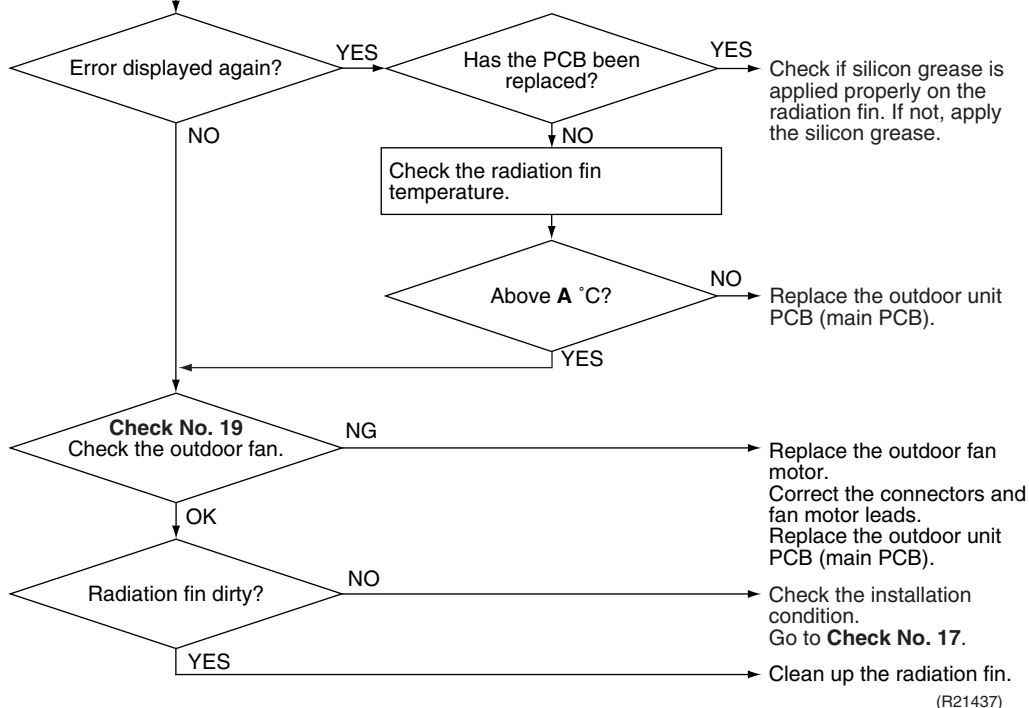 Error displayed again?
YES
Has the PCB been
replaced?
YES
Check if silicon grease is
applied properly on the
radiation fin. If not, apply
the silicon grease.
NO
NO
Check the radiation fin
temperature.
Above A ˚C?
NO
Replace the outdoor unit
PCB (main PCB).
YES
Check No. 19
Check the outdoor fan.
NG
Replace the outdoor fan
motor.
Correct the connectors and
fan motor leads.
Replace the outdoor unit
PCB (main PCB).
OK
Radiation fin dirty?
NO
Check the installation
condition.
Go to Check No. 17.
YES
Clean up the radiation fin.
(R21437)